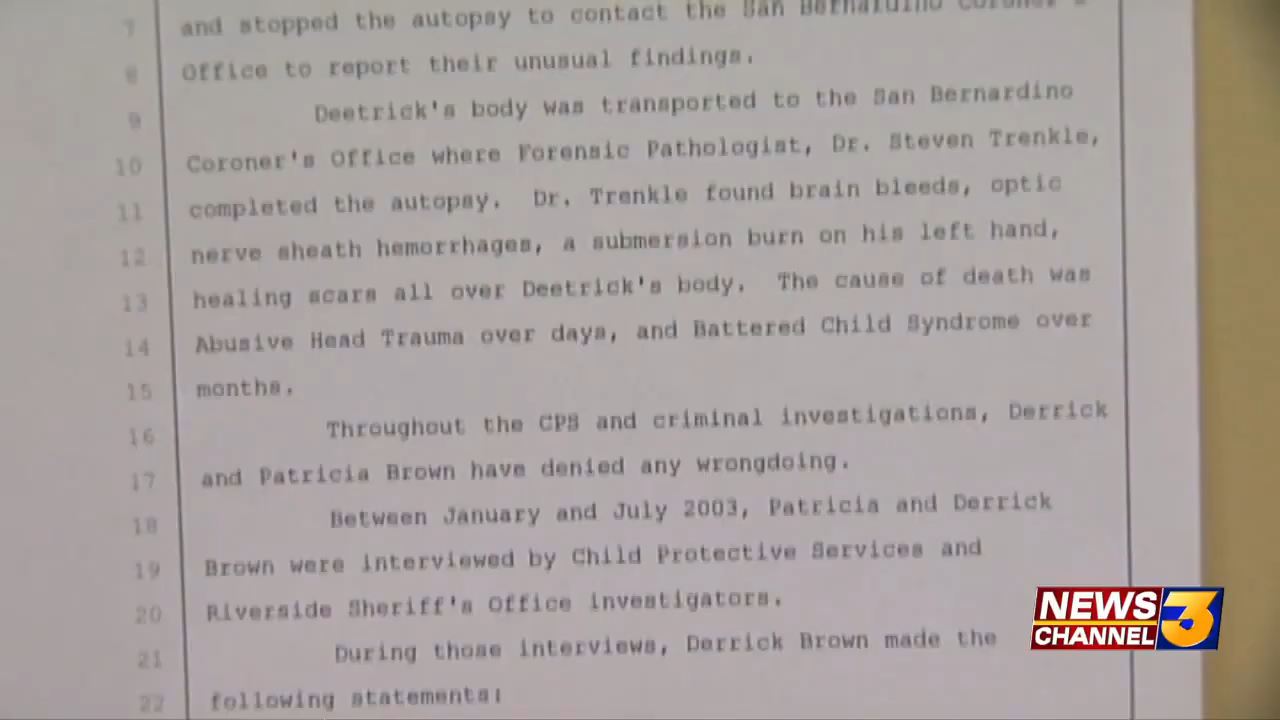 7 and stopped the autopsy to contact the San Bernardino Coroner's
8 Office to report their unusual findings.
9 Deetrick's body was transported to the San Bernardino
10 Coroner's Office where Forensic Pathologist, Dr. Steven Trenkle,
11 completed the autopsy. Dr. Trenkle found brain bleeds, optic
12 nerve sheath hemorrhages, a submersion burn on his left hand,
13 healing scars all over Deetrick's body. The cause of death was
14 Abusive Head Trauma over days, and Battered Child Syndrome over
15 months.
16 Throughout the CPS and criminal investigations, Derrick
17 and Patricia Brown have denied any wrongdoing.
18 Between January and July 2003, Patricia and Derrick
19 Brown were interviewed by Child Protective Services and
20 Riverside Sheriff's Office investigators.
21 During those interviews, Derrick Brown made the
22 following statements:
NEWS
CHANNEL 3